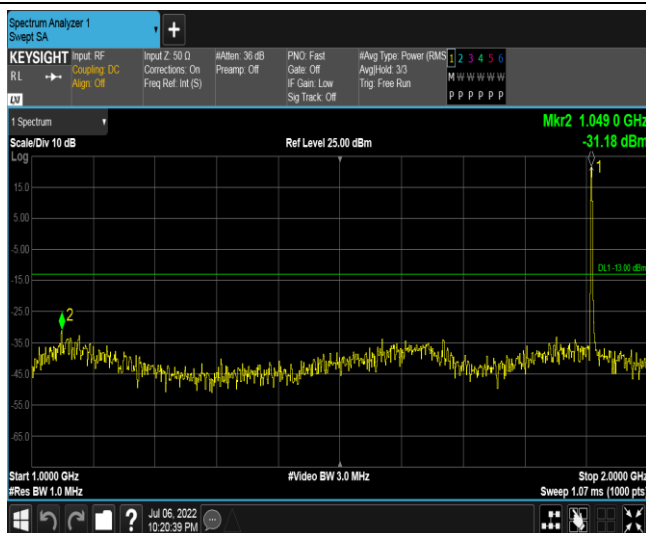 Spectrum Analyzer 1
Swept SA
+
KEYSIGHT
RL
LXI
Input: RF
Coupling: DC
Align: Off
Input Z: 50 Ω
Corrections: On
Freq Ref: Int (S)
#Atten: 36 dB
Preamp: Off
PNO: Fast
Gate: Off
IF Gain: Low
Sig Track: Off
#Avg Type: Power (RMS
Avg|Hold: 3/3
Trig: Free Run
1 2 3 4 5 6
M W W W W W
P P P P P P
1 Spectrum
Mkr2 1.049 0 GHz
Scale/Div 10 dB
Ref Level 25.00 dBm
-31.18 dBm
Log
1
15.0
5.00
-5.00
DL1 -13.00 dBm
-15.0
-25.0
2
-35.0
-45.0
-55.0
-65.0
Start 1.0000 GHz
#Video BW 3.0 MHz
Stop 2.0000 GHz
#Res BW 1.0 MHz
Sweep 1.07 ms (1000 pts)
?
Jul 06, 2022
10:20:39 PM